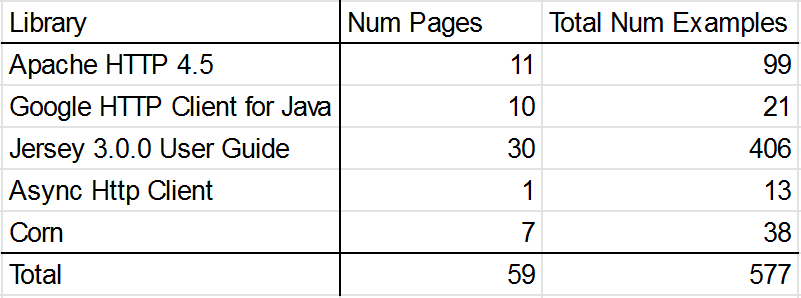 Library Num Pages Total Num Examples
Apache HTTP 4.5 11 99
Google HTTP Client for Java 10 21
Jersey 3.0.0 User Guide 30 406
Async Http Client 1 13
Corn 7 38
Total 59 577